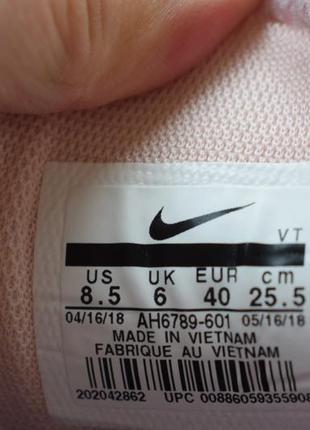 VT
US UK EUR cm
8.5 6 40 25.5
04/16/18 AH6789-601 05/16/18
MADE IN VIETNAM
FABRIQUE AU VIETNAM
202042862 UPC 00886059355908